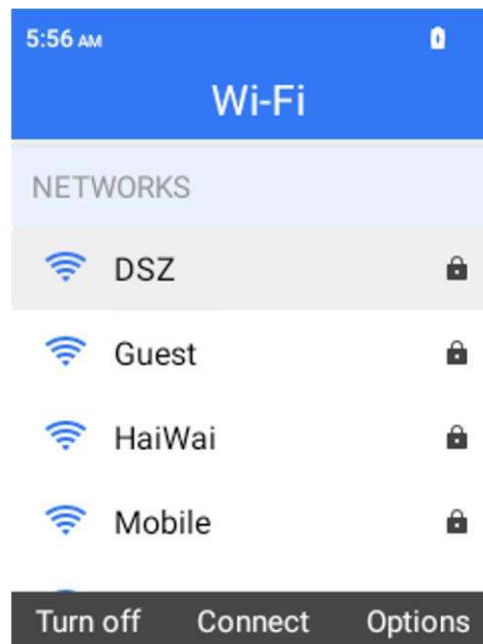 5:56 AM
Wi-Fi
NETWORKS
DSZ
Guest
HaiWai
Mobile
Turn off Connect Options